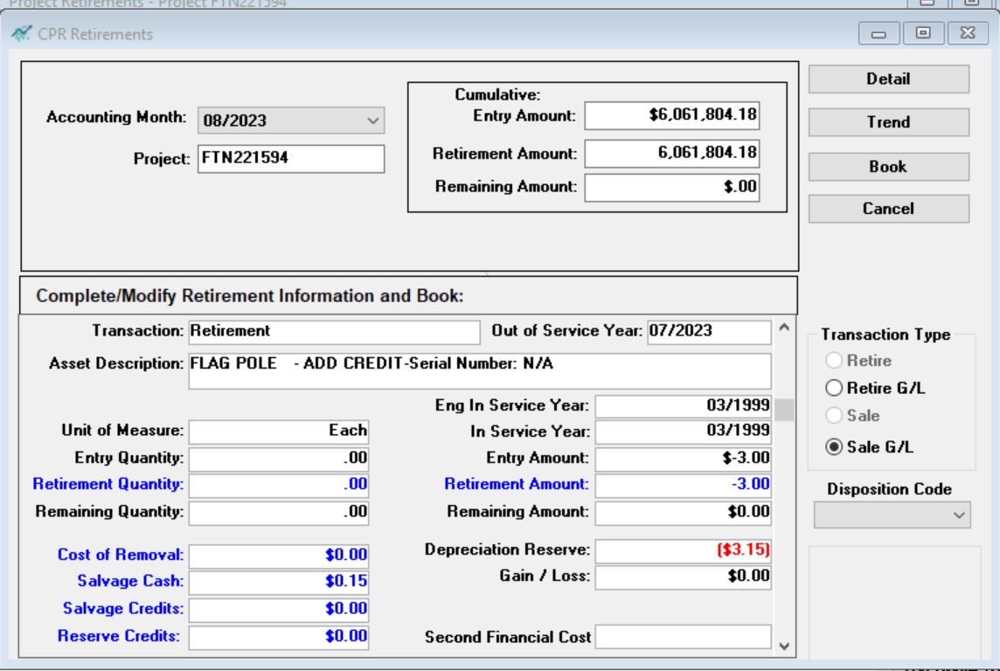 Project Retirements - Project FTN221594
CPR Retirements
Accounting Month: 08/2023
Project: FTN221594
Cumulative:
Entry Amount: $6,061,804.18
Retirement Amount: 6,061,804.18
Remaining Amount: $.00
Detail
Trend
Book
Cancel
Complete/Modify Retirement Information and Book:
Transaction: Retirement Out of Service Year: 07/2023
Asset Description: FLAG POLE - ADD CREDIT-Serial Number: N/A
Eng In Service Year: 03/1999
Unit of Measure: Each In Service Year: 03/1999
Entry Quantity: .00 Entry Amount: $-3.00
Retirement Quantity: .00 Retirement Amount: -3.00
Remaining Quantity: .00 Remaining Amount: $0.00
Cost of Removal: $0.00 Depreciation Reserve: ($3.15)
Salvage Cash: $0.15 Gain / Loss: $0.00
Salvage Credits: $0.00
Reserve Credits: $0.00 Second Financial Cost
Transaction Type
Retire
Retire G/L
Sale
Sale G/L
Disposition Code